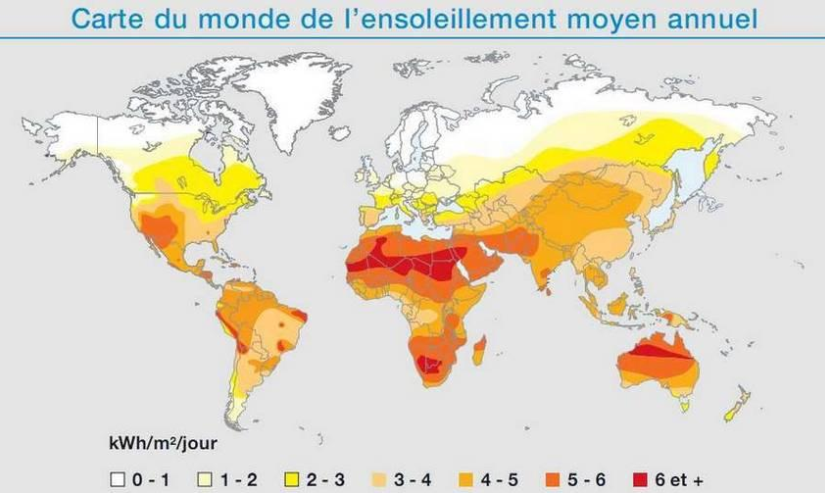 Carte du monde de l'ensoleillement moyen annuel
kWh/m²/jour
0 - 1 1 - 2 2 - 3 3 - 4 4 - 5 5 - 6 6 et +